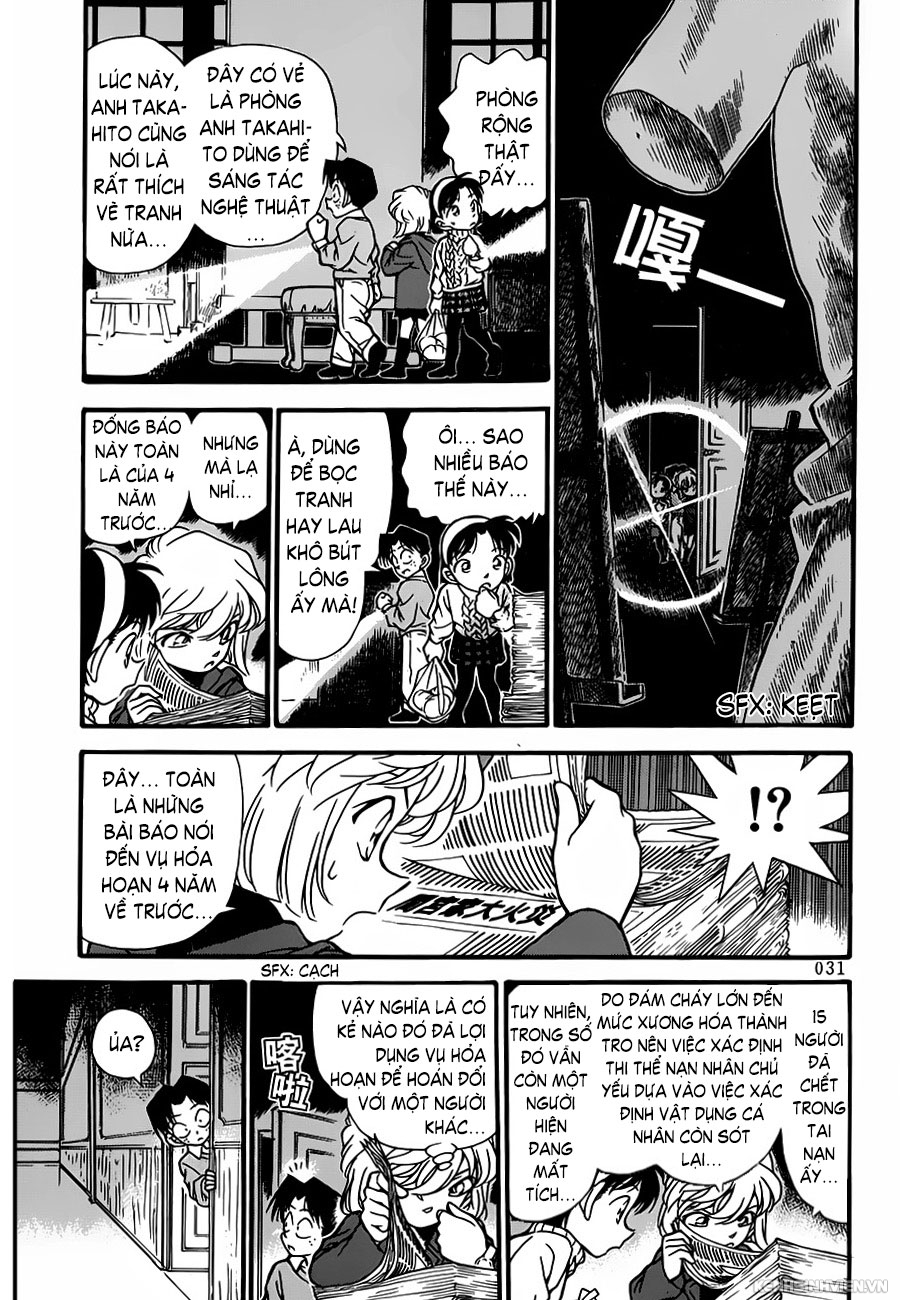 嘎—
SFX: KẸT
PHÒNG
RỘNG
THẬT
ĐẤY...
ĐÂY CÓ VẺ
LÀ PHÒNG
ANH TAKAHI-
TO DÙNG ĐỂ
SÁNG TÁC
NGHỆ THUẬT
...
LÚC NÀY,
ANH TAKA-
HITO CŨNG
NÓI LÀ
RẤT THÍCH
VẼ TRANH
NỮA...
ÔI... SAO
NHIỀU BÁO
THẾ NÀY...
À, DÙNG
ĐỂ BỌC
TRANH
HAY LAU
KHÔ BÚT
LÔNG
ẤY MÀ!
NHƯNG
MÀ LẠ
NHỈ...
ĐỐNG BÁO
NÀY TOÀN
LÀ CỦA 4
NĂM
TRƯỚC..
!?
ĐÂY... TOÀN
LÀ NHỮNG
BÀI BÁO NÓI
ĐẾN VỤ HỎA
HOẠN 4 NĂM
VỀ TRƯỚC...
宮家大火災
031
15
NGƯỜI
ĐÃ
CHẾT
TRONG
TAI
NẠN
ẤY...
DO ĐÁM CHÁY LỚN ĐẾN
MỨC XƯƠNG HÓA THÀNH
TRO NÊN VIỆC XÁC ĐỊNH
THI THỂ NẠN NHÂN CHỦ
YẾU DỰA VÀO VIỆC XÁC
ĐỊNH VẬT DỤNG CÁ
NHÂN CÒN SÓT
LẠI...
TUY NHIÊN,
TRONG SỐ
ĐÓ VẪN
CÒN MỘT
NGƯỜI
HIỆN
ĐANG
MẤT
TÍCH...
SFX: CẠCH
VẬY NGHĨA LÀ CÓ
KẺ NÀO ĐÓ ĐÃ LỢI
DỤNG VỤ HỎA
HOẠN ĐỂ HOÁN ĐỔI
VỚI MỘT NGƯỜI
KHÁC...
喀啦
ỦA?